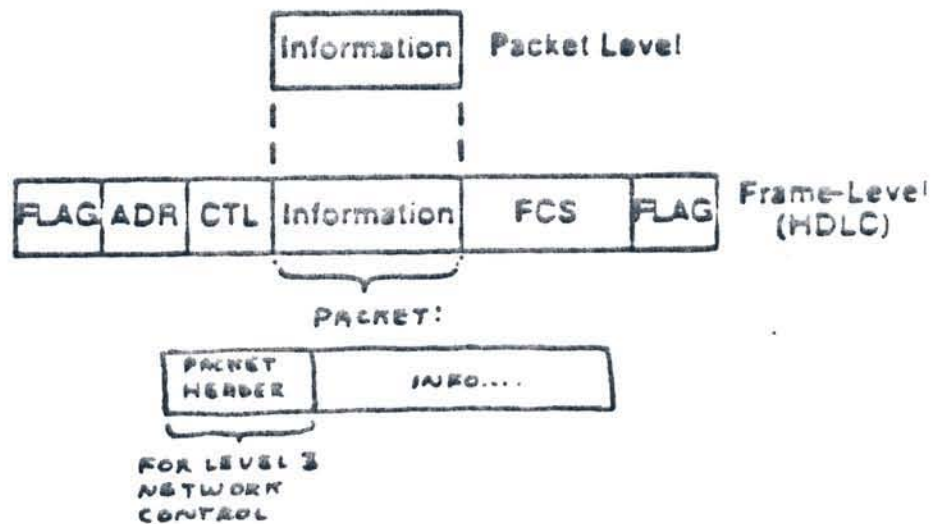 Information Packet Level
FLAG ADR CTL Information FCS FLAG Frame-Level
(HDLC)
PACKET:
PACKET
HEADER
INFO....
FOR LEVEL 3
NETWORK
CONTROL